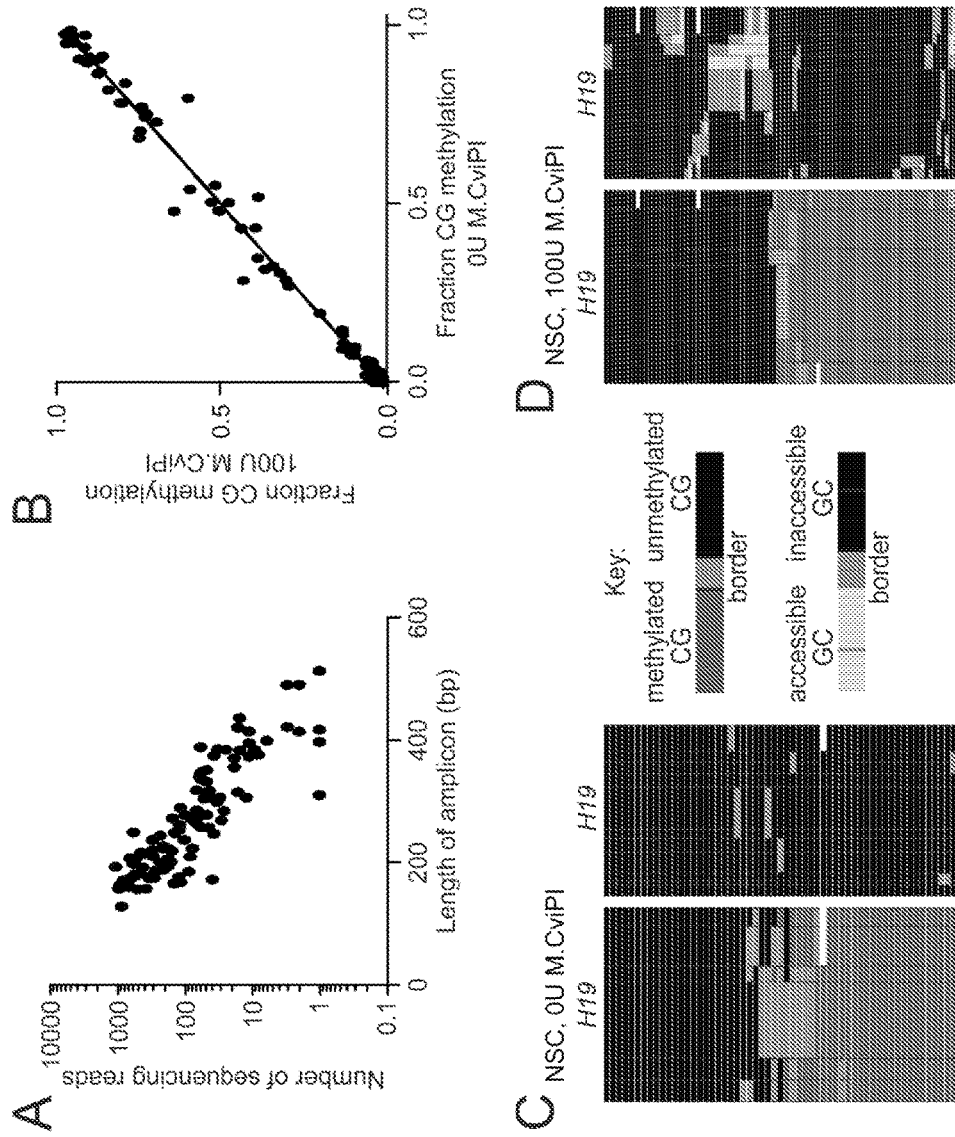 A
Number of sequencing reads
10000
1000
100
10
1
0.1
0
200
400
600
Length of amplicon (bp)
B
Fraction CG methylation
100U M.CviPI
1.0
0.5
0.0
0.0
0.5
1.0
Fraction CG methylation
0U M.CviPI
C
NSC, 0U M.CviPI
H19
H19
Key:
methylated unmethylated
CG CG
border
accessible inaccessible
GC GC
border
D
NSC, 100U M.CviPI
H19
H19